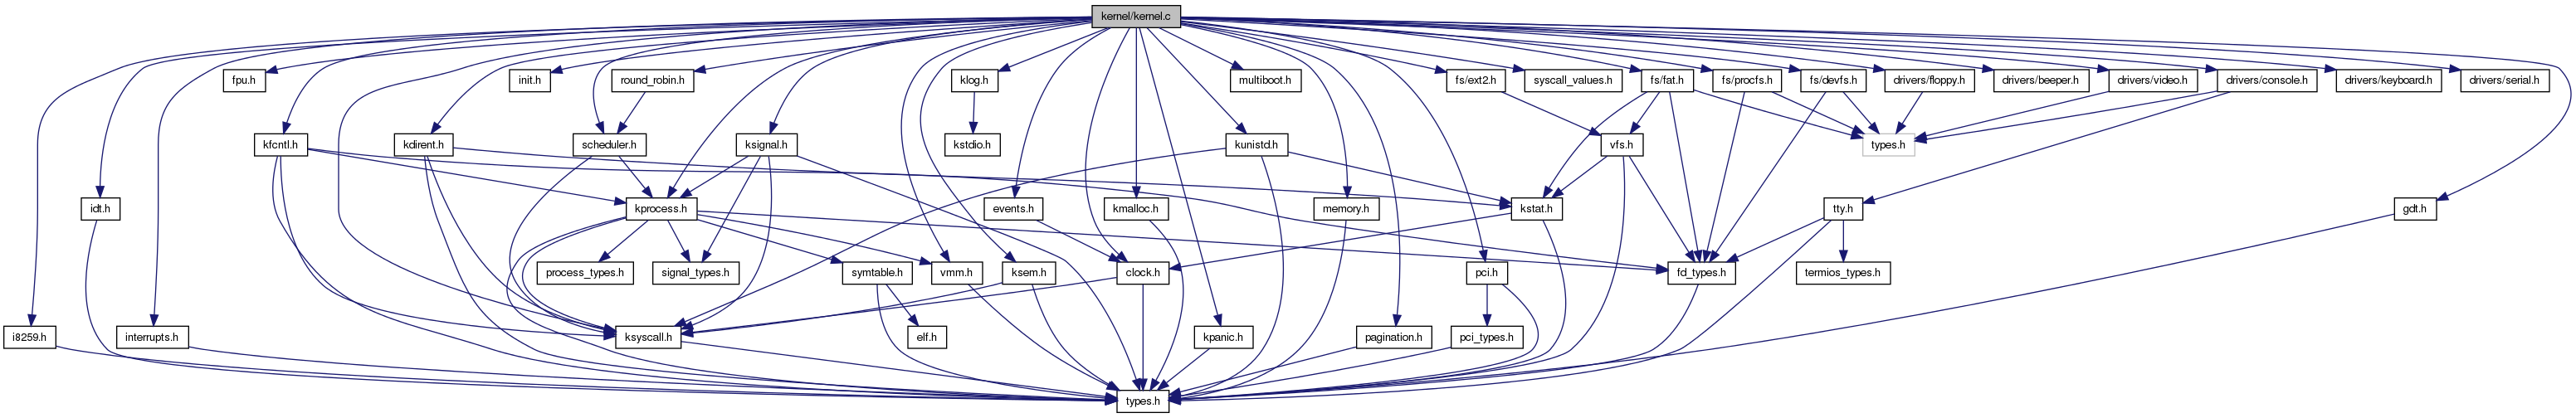 kernel/kernel.c
fpu.h
init.h
round_robin.h
klog.h
multiboot.h
fs/ext2.h
syscall_values.h
fs/fat.h
fs/procfs.h
fs/devfs.h
drivers/floppy.h
drivers/beeper.h
drivers/video.h
drivers/console.h
drivers/keyboard.h
drivers/serial.h
kfcntl.h
kdirent.h
scheduler.h
ksignal.h
kstdio.h
kunistd.h
vfs.h
types.h
idt.h
kprocess.h
events.h
kmalloc.h
memory.h
kstat.h
tty.h
gdt.h
process_types.h
signal_types.h
symtable.h
vmm.h
ksem.h
clock.h
pci.h
fd_types.h
termios_types.h
i8259.h
interrupts.h
ksyscall.h
elf.h
kpanic.h
pagination.h
pci_types.h
types.h